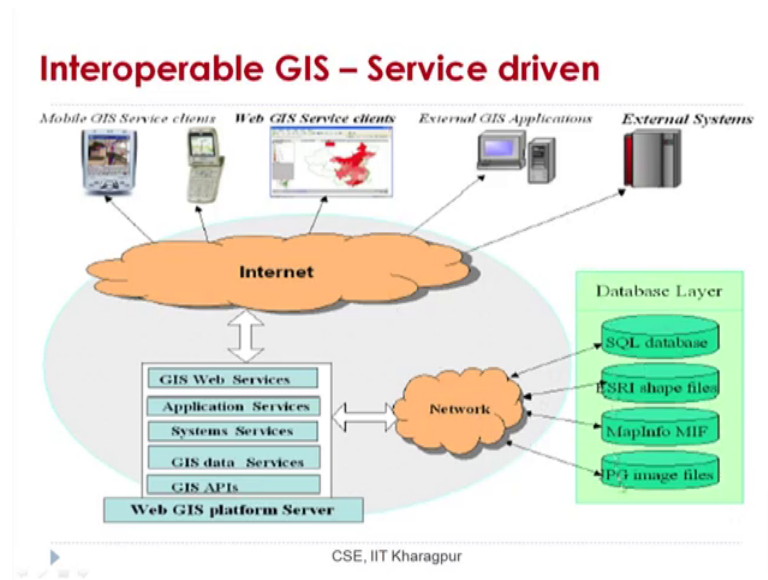 Interoperable GIS – Service driven
Mobile GIS Service clients
Web GIS Service clients
External GIS Applications
External Systems
Internet
Database Layer
SQL database
ESRI shape files
MapInfo MIF
JPG image files
GIS Web Services
Application Services
Systems Services
GIS data Services
GIS APIs
Web GIS platform Server
Network
CSE, IIT Kharagpur